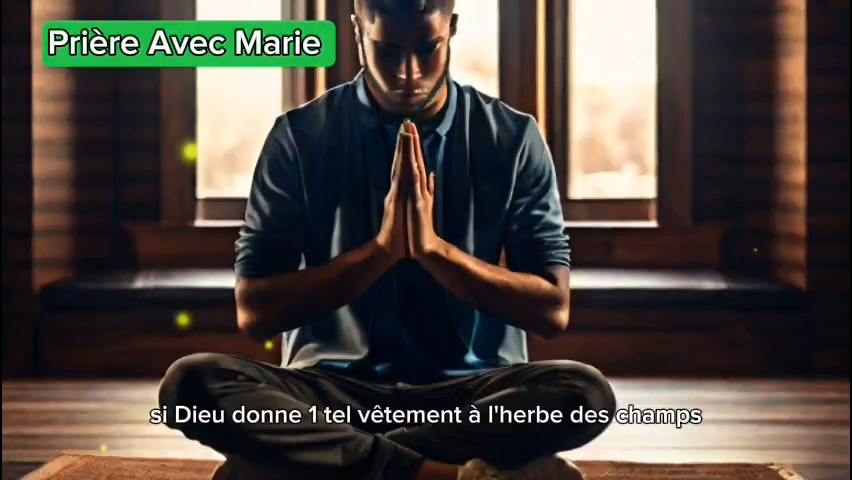 Prière Avec Marie
si Dieu donne 1 tel vêtement à l'herbe des champs